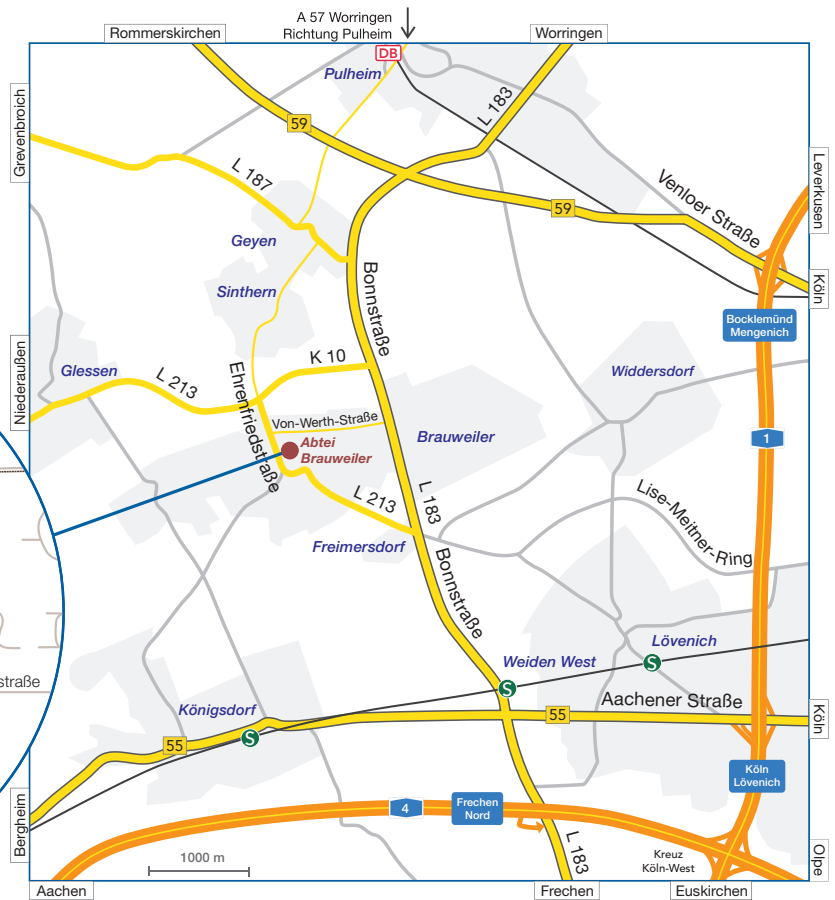 A 57 Worringen
Richtung Pulheim
Rommerskirchen
Worringen
DB
Pulheim
Grevenbroich
L 183
59
L 187
Venloer Straße
Leverkusen
59
Geyen
Köln
Sinthern
Bonnstraße
Bocklemünd
Mengenich
Niederaußen
Glessen
L 213
K 10
Ehrenfriedstraße
Widdersdorf
Von-Werth-Straße
Brauweiler
1
Abtei
Brauweiler
L 213
L 183
Lise-Meitner-Ring
Freimersdorf
Bonnstraße
Lövenich
Weiden West
S
S
straße
Königsdorf
Aachener Straße
55
Köln
55
S
Köln
Lövenich
Bergheim
4
Frechen
Nord
1000 m
L 183
Kreuz
Köln-West
Olpe
Aachen
Frechen
Euskirchen